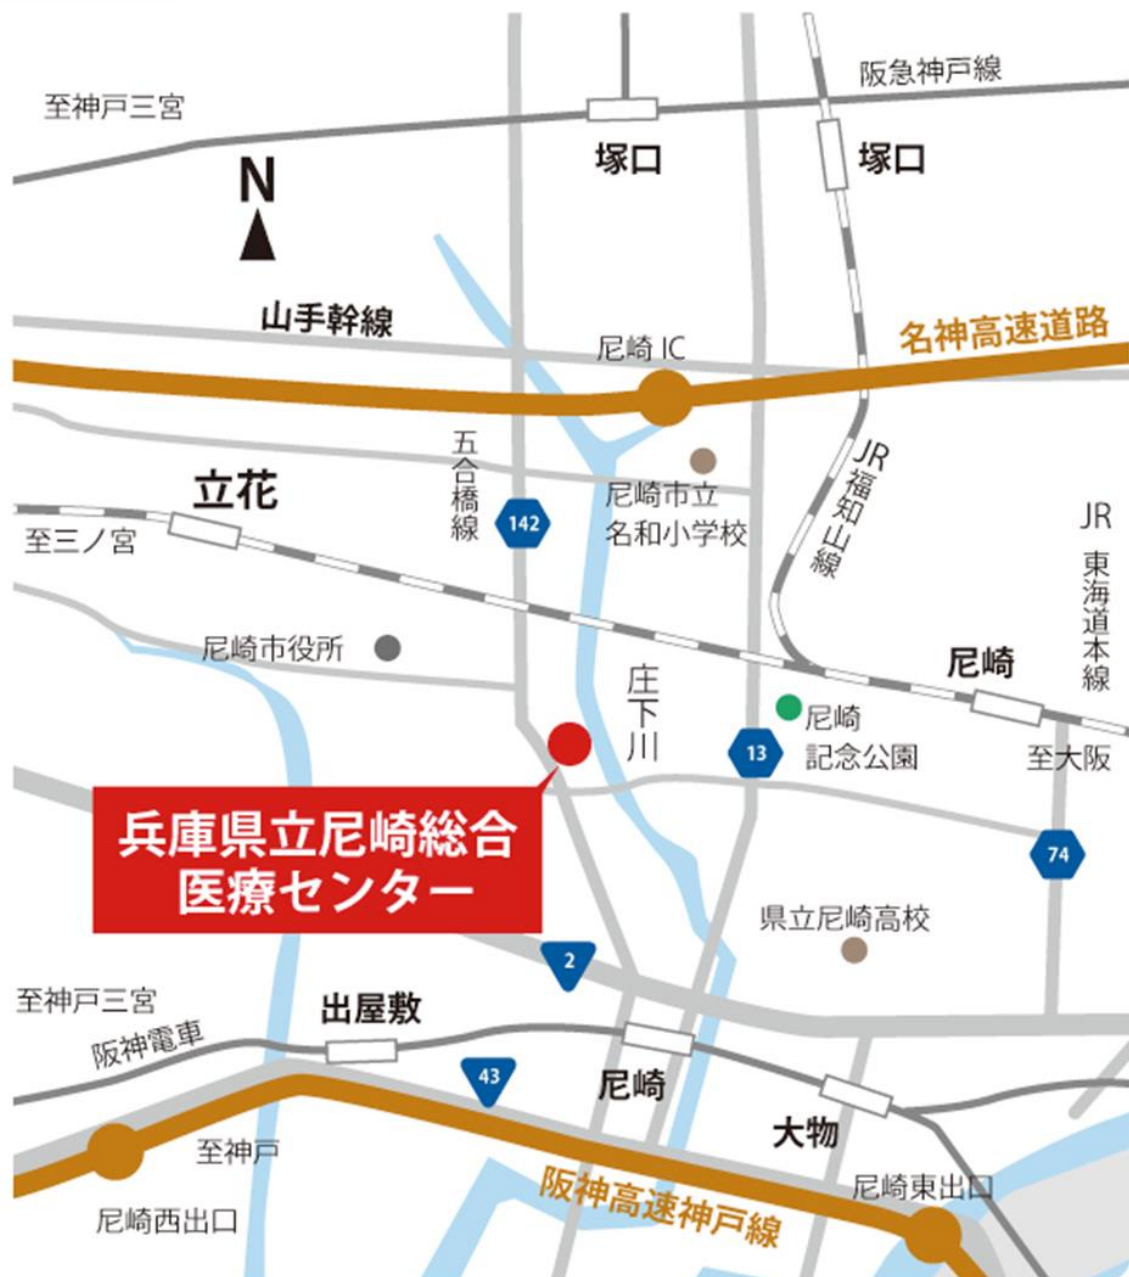 阪急神戸線
至神戸三宮
塚口
塚口
N
山手幹線
名神高速道路
尼崎 IC
五合橋線
JR
福知山線
立花
尼崎市立
名和小学校
142
JR
東海道本線
至三ノ宮
尼崎市役所
尼崎
庄下川
尼崎
記念公園
13
至大阪
兵庫県立尼崎総合
医療センター
74
県立尼崎高校
2
至神戸三宮
出屋敷
阪神電車
43
尼崎
大物
至神戸
尼崎東出口
阪神高速神戸線
尼崎西出口